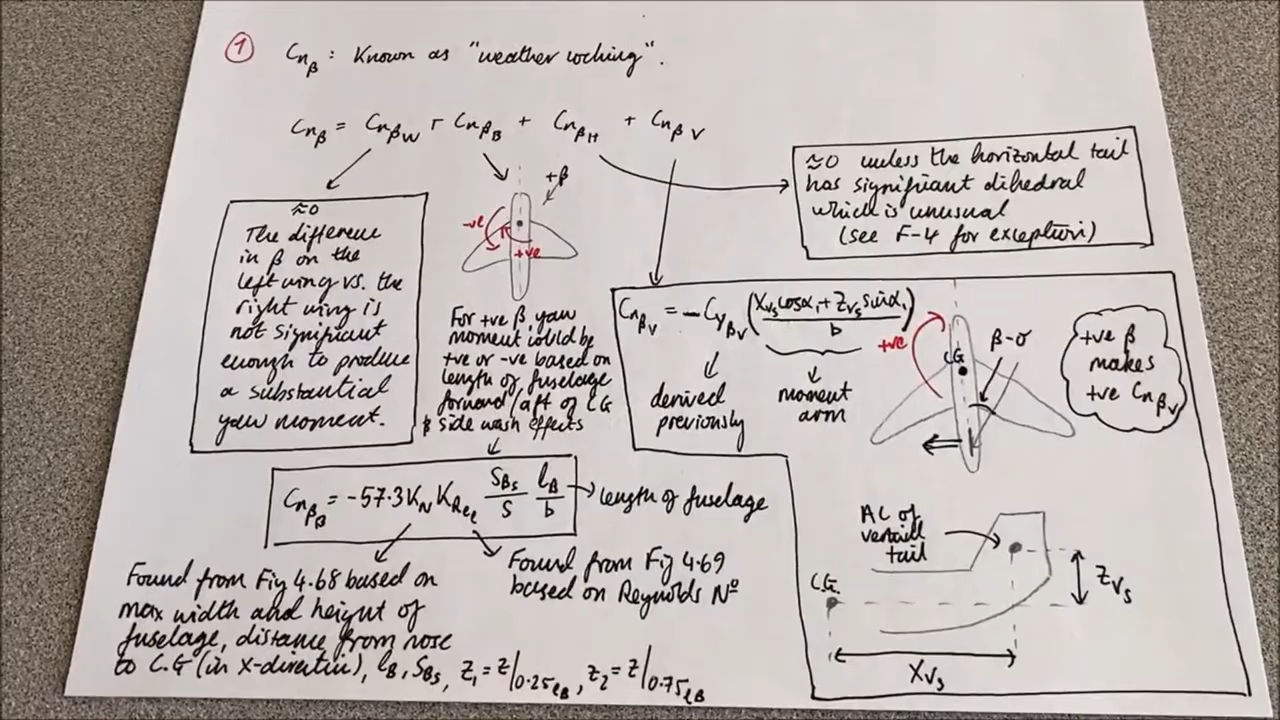 ① Cnβ : Known as "weather cocking".
Cnβ = CnβW + CnβB + CnβH + CnβV
≈0
The difference
in β on the
left wing vs. the
right wing is
not significant
enough to produce
a substantial
yaw moment.
+β
-ve
+ve
For +ve β, yaw
moment could be
+ve or -ve based on
length of fuselage
forward/aft of CG
& side wash effects
CnβB = -57.3 KN KRel SBs/S lB/b → length of fuselage
Found from Fig 4.68 based on
max width and height of
fuselage, distance from nose
to C.G (in X-direction), lB, SBs, Z1 = Z|0.25lB, Z2 = Z|0.75lB
Found from Fig 4.69
based on Reynolds Nº
≈0 unless the horizontal tail
has significant dihedral
which is unusual
(see F-4 for exception)
CnβV = -CyβV (XVs cosα1 + ZVs sinα1 / b)
derived
previously
moment
arm
+ve
CG
β-σ
+ve β
makes
+ve CnβV
AC of
vertical
tail
C.G.
ZVs
XVs